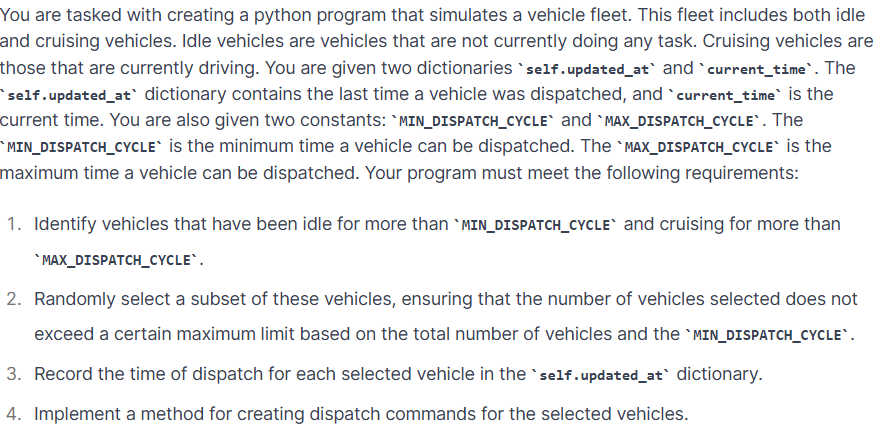 You are tasked with creating a python program that simulates a vehicle fleet. This fleet includes both idle
and cruising vehicles. Idle vehicles are vehicles that are not currently doing any task. Cruising vehicles are
those that are currently driving. You are given two dictionaries `self.updated_at` and `current_time`. The
`self.updated_at` dictionary contains the last time a vehicle was dispatched, and `current_time` is the
current time. You are also given two constants: `MIN_DISPATCH_CYCLE` and `MAX_DISPATCH_CYCLE`. The
`MIN_DISPATCH_CYCLE` is the minimum time a vehicle can be dispatched. The `MAX_DISPATCH_CYCLE` is the
maximum time a vehicle can be dispatched. Your program must meet the following requirements:
1. Identify vehicles that have been idle for more than `MIN_DISPATCH_CYCLE` and cruising for more than
`MAX_DISPATCH_CYCLE`.
2. Randomly select a subset of these vehicles, ensuring that the number of vehicles selected does not
exceed a certain maximum limit based on the total number of vehicles and the `MIN_DISPATCH_CYCLE`.
3. Record the time of dispatch for each selected vehicle in the `self.updated_at` dictionary.
4. Implement a method for creating dispatch commands for the selected vehicles.